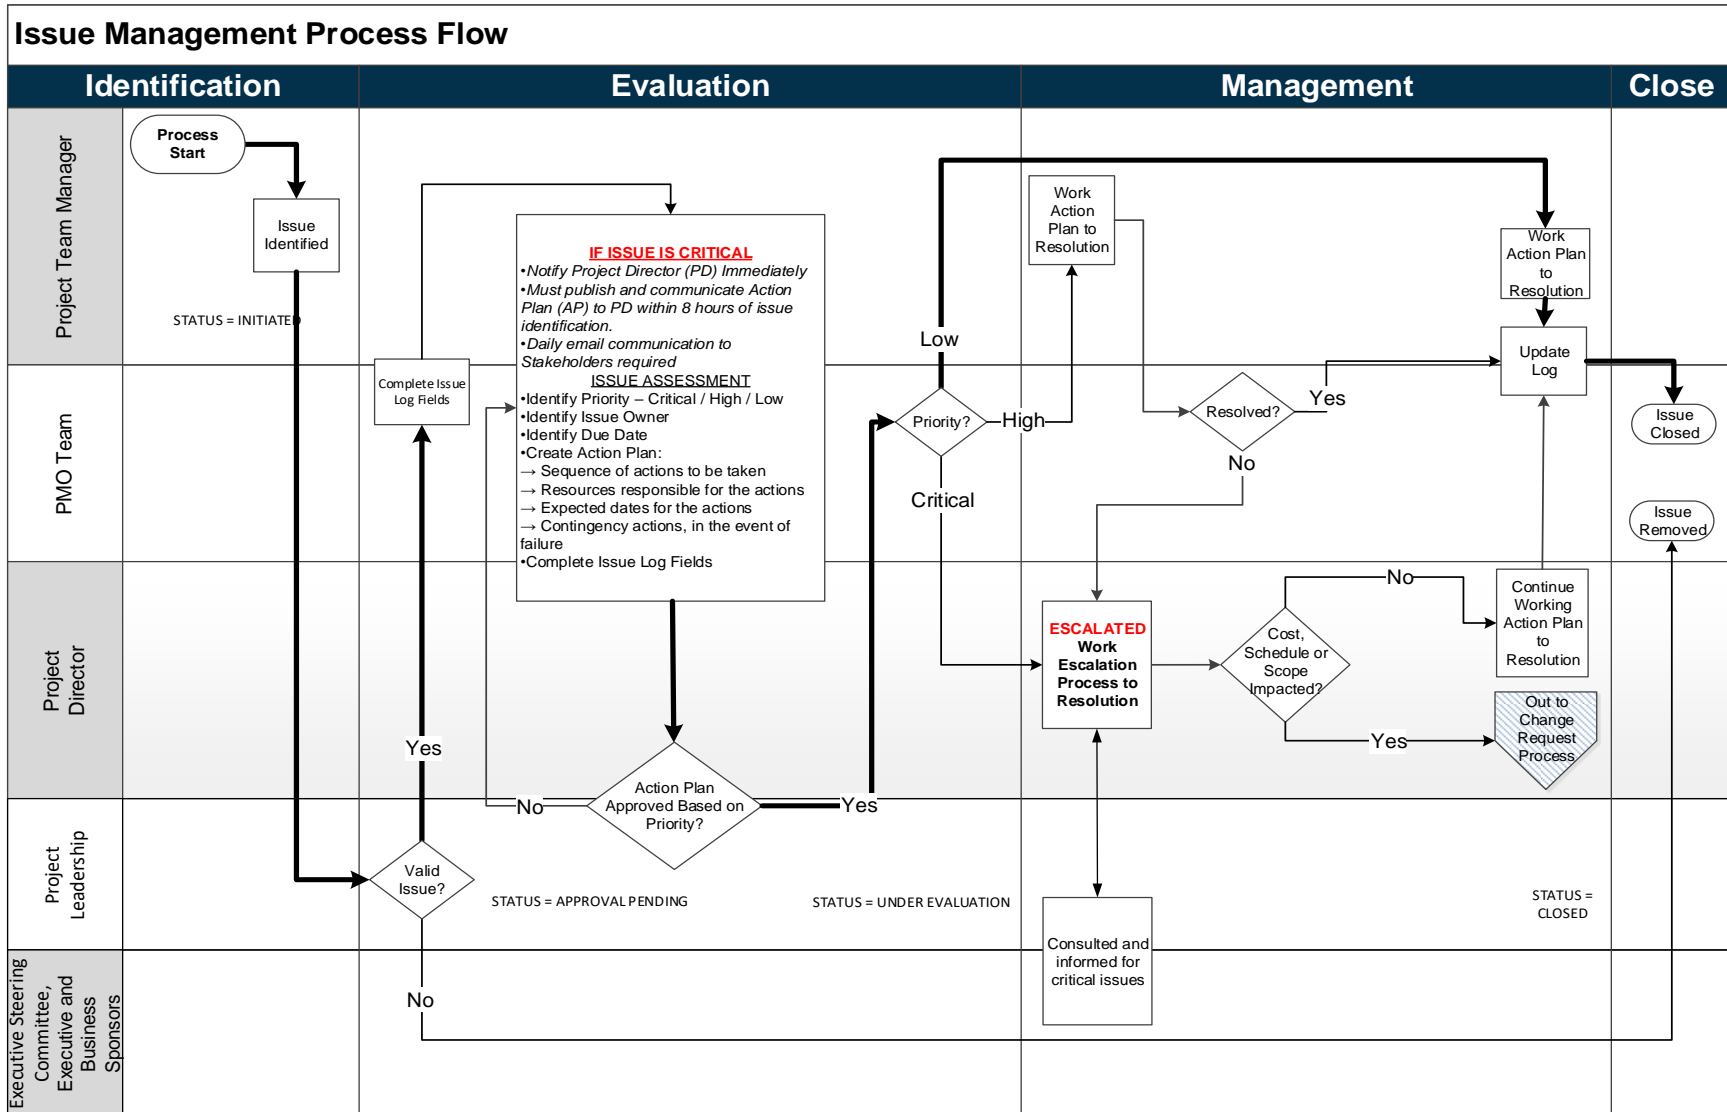 Issue Management Process Flow
Identification
Evaluation
Management
Close
Project Team Manager
PMO Team
Project
Director
Project
Leadership
Executive Steering
Committee,
Executive and
Business
Sponsors
Process
Start
Issue
Identified
STATUS = INITIATED
Complete Issue
Log Fields
IF ISSUE IS CRITICAL
•Notify Project Director (PD) Immediately
•Must publish and communicate Action
Plan (AP) to PD within 8 hours of issue
identification.
•Daily email communication to
Stakeholders required
ISSUE ASSESSMENT
•Identify Priority – Critical / High / Low
•Identify Issue Owner
•Identify Due Date
•Create Action Plan:
→ Sequence of actions to be taken
→ Resources responsible for the actions
→ Expected dates for the actions
→ Contingency actions, in the event of
failure
•Complete Issue Log Fields
Yes
No
Action Plan
Approved Based on
Priority?
Yes
Valid
Issue?
No
STATUS = APPROVAL PENDING
STATUS = UNDER EVALUATION
Low
Priority?
High
Critical
Work
Action
Plan to
Resolution
Resolved?
Yes
No
Work
Action Plan
to
Resolution
Update
Log
Issue
Closed
Issue
Removed
ESCALATED
Work
Escalation
Process to
Resolution
Cost,
Schedule or
Scope
Impacted?
No
Yes
Continue
Working
Action Plan
to
Resolution
Out to
Change
Request
Process
Consulted and
informed for
critical issues
STATUS =
CLOSED